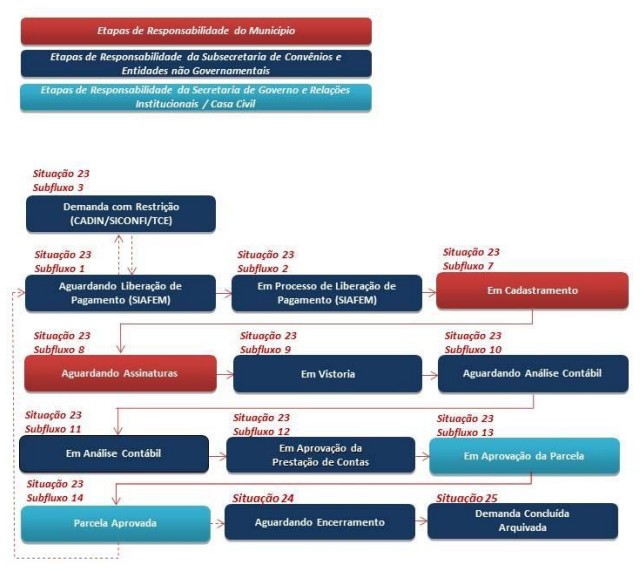 Etapas de Responsabilidade do Município
Etapas de Responsabilidade da Subsecretaria de Convênios e
Entidades não Governamentais
Etapas de Responsabilidade da Secretaria de Governo e Relações
Institucionais / Casa Civil
Situação 23
Subfluxo 3
Demanda com Restrição
(CADIN/SICONFI/TCE)
Situação 23
Subfluxo 1
Aguardando Liberação de
Pagamento (SIAFEM)
Situação 23
Subfluxo 2
Em Processo de Liberação de
Pagamento (SIAFEM)
Situação 23
Subfluxo 7
Em Cadastramento
Situação 23
Subfluxo 8
Aguardando Assinaturas
Situação 23
Subfluxo 9
Em Vistoria
Situação 23
Subfluxo 10
Aguardando Análise Contábil
Situação 23
Subfluxo 11
Em Análise Contábil
Situação 23
Subfluxo 12
Em Aprovação da
Prestação de Contas
Situação 23
Subfluxo 13
Em Aprovação da Parcela
Situação 23
Subfluxo 14
Parcela Aprovada
Situação 24
Aguardando Encerramento
Situação 25
Demanda Concluída
Arquivada